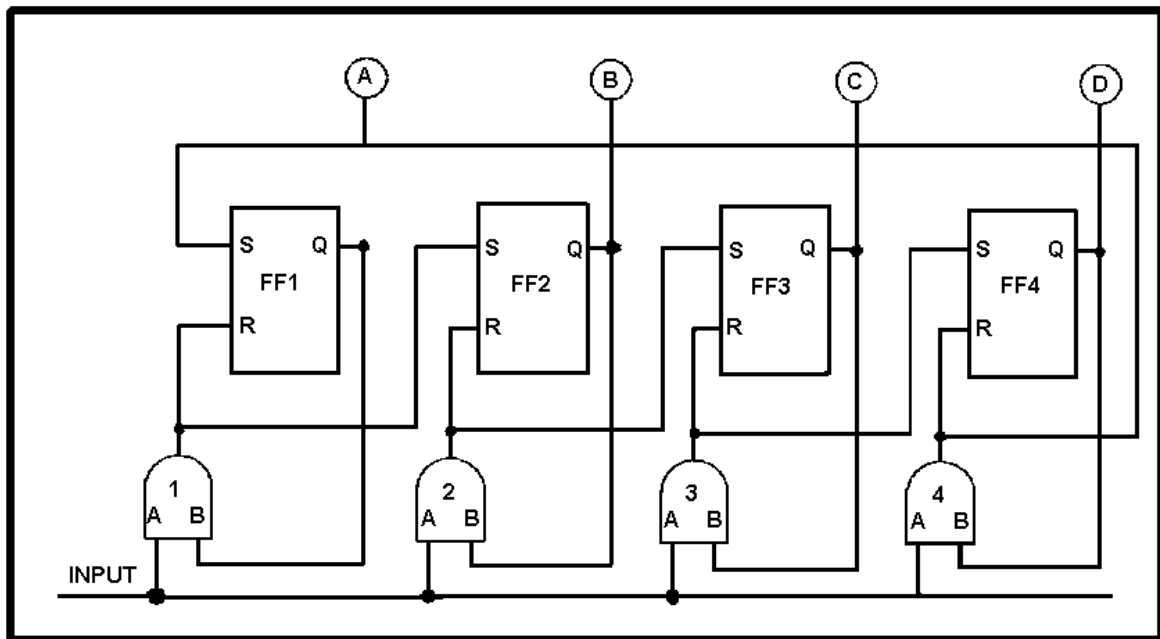 A B C D
S Q S Q S Q S Q
FF1 FF2 FF3 FF4
R R R R
1 2 3 4
A B A B A B A B
INPUT